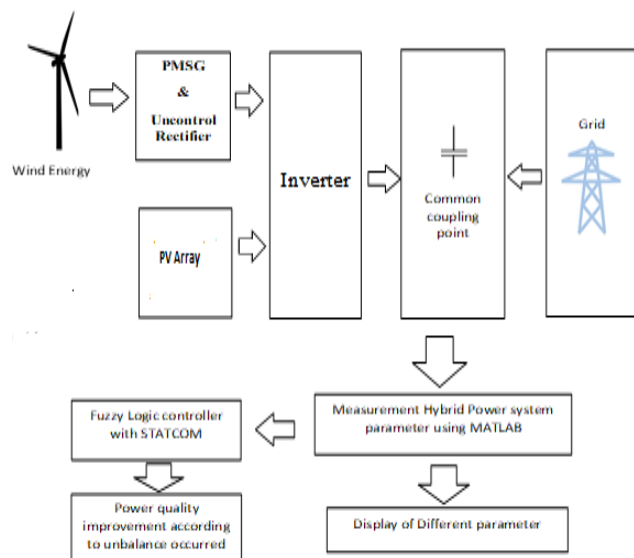 Wind Energy
PMSG
&
Uncontrol
Rectifier
PV Array
Inverter
Common
coupling
point
Grid
Measurement Hybrid Power system
parameter using MATLAB
Fuzzy Logic controller
with STATCOM
Power quality
improvement according
to unbalance occurred
Display of Different parameter